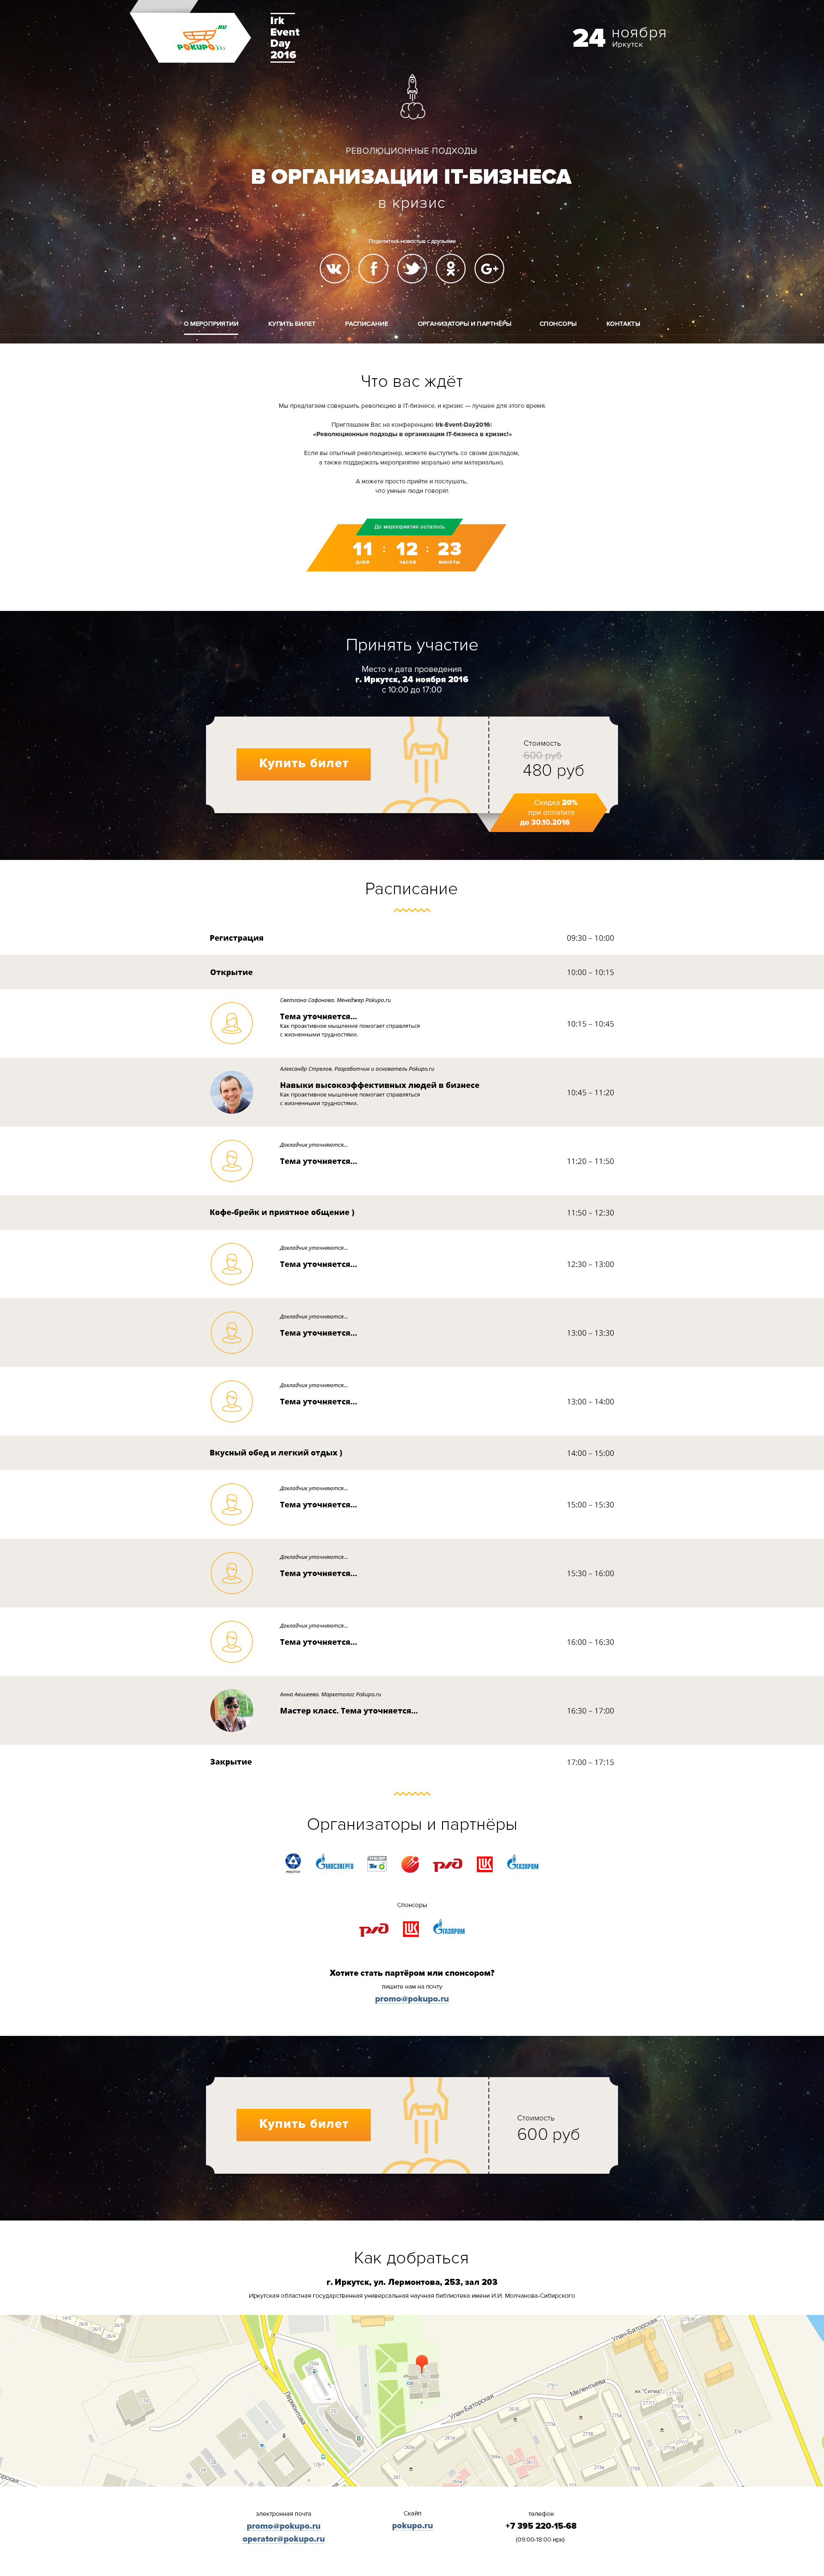 .RU
POKUPO
Irk
Event
Day
2016
24 ноября
Иркутск
РЕВОЛЮЦИОННЫЕ ПОДХОДЫ
В ОРГАНИЗАЦИИ IT-БИЗНЕСА
в кризис
Поделитесь новостью с друзьями
О МЕРОПРИЯТИИ КУПИТЬ БИЛЕТ РАСПИСАНИЕ ОРГАНИЗАТОРЫ И ПАРТНЁРЫ СПОНСОРЫ КОНТАКТЫ
Что вас ждёт
Мы предлагаем совершить революцию в IT-бизнесе, и кризис — лучшее для этого время.
Приглашаем Вас на конференцию Irk-Event-Day2016:
«Революционные подходы в организации IT-бизнеса в кризис!»
Если вы опытный революционер, можете выступить со своим докладом,
а также поддержать мероприятие морально или материально.
А можете просто прийти и послушать,
что умные люди говорят.
До мероприятия осталось
11 : 12 : 23
дней часов минуты
Принять участие
Место и дата проведения
г. Иркутск, 24 ноября 2016
с 10:00 до 17:00
Купить билет
Стоимость
600 руб
480 руб
Скидка 20%
при оплатите
до 30.10.2016
Расписание
Регистрация 09:30 – 10:00
Открытие 10:00 – 10:15
Светлана Сафонова. Менеджер Pokupo.ru
Тема уточняется...
Как проактивное мышление помогает справляться
с жизненными трудностями.
10:15 – 10:45
Александр Стрелов. Разработчик и основатель Pokupo.ru
Навыки высокоэффективных людей в бизнесе
Как проактивное мышление помогает справляться
с жизненными трудностями.
10:45 – 11:20
Докладчик уточняются...
Тема уточняется... 11:20 – 11:50
Кофе-брейк и приятное общение ) 11:50 – 12:30
Докладчик уточняются...
Тема уточняется... 12:30 – 13:00
Докладчик уточняются...
Тема уточняется... 13:00 – 13:30
Докладчик уточняются...
Тема уточняется... 13:00 – 14:00
Вкусный обед и легкий отдых ) 14:00 – 15:00
Докладчик уточняются...
Тема уточняется... 15:00 – 15:30
Докладчик уточняются...
Тема уточняется... 15:30 – 16:00
Докладчик уточняются...
Тема уточняется... 16:00 – 16:30
Анна Аюшеева. Маркетолог Pokupo.ru
Мастер класс. Тема уточняется... 16:30 – 17:00
Закрытие 17:00 – 17:15
Организаторы и партнёры
РОСАТОМ МОСЭНЕРГО ТНК bp РЖД ЛУКОЙЛ ГАЗПРОМ
Спонсоры
РЖД ЛУКОЙЛ ГАЗПРОМ
Хотите стать партёром или спонсором?
пишите нам на почту
promo@pokupo.ru
Купить билет
Стоимость
600 руб
Как добраться
г. Иркутск, ул. Лермонтова, 253, зал 203
Иркутская областная государственная универсальная научная библиотека имени И.И. Молчанова-Сибирского
Улан-Баторская
Мелентьева
Лермонтова
Улан-Баторская
жк "Сигма"
электронная почта
promo@pokupo.ru
operator@pokupo.ru
Скайп
pokupo.ru
телефон
+7 395 220-15-68
(09:00-18:00 ирк)